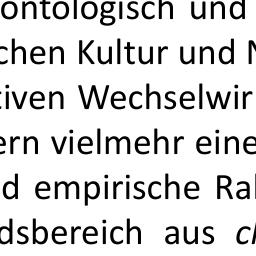 ontologisch und
chen Kultur und N
tiven Wechselwir
ern vielmehr eine
d empirische Ra
dsbereich aus c